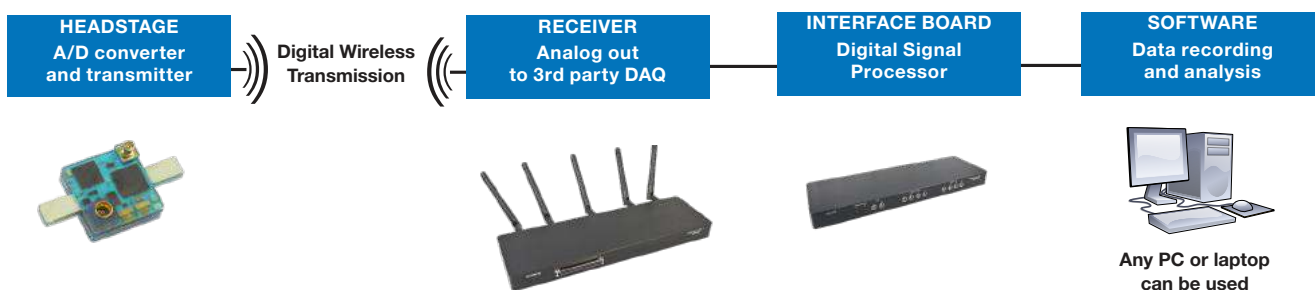 HEADSTAGE
A/D converter
and transmitter
Digital Wireless
Transmission
RECEIVER
Analog out
to 3rd party DAQ
INTERFACE BOARD
Digital Signal
Processor
SOFTWARE
Data recording
and analysis
Any PC or laptop
can be used